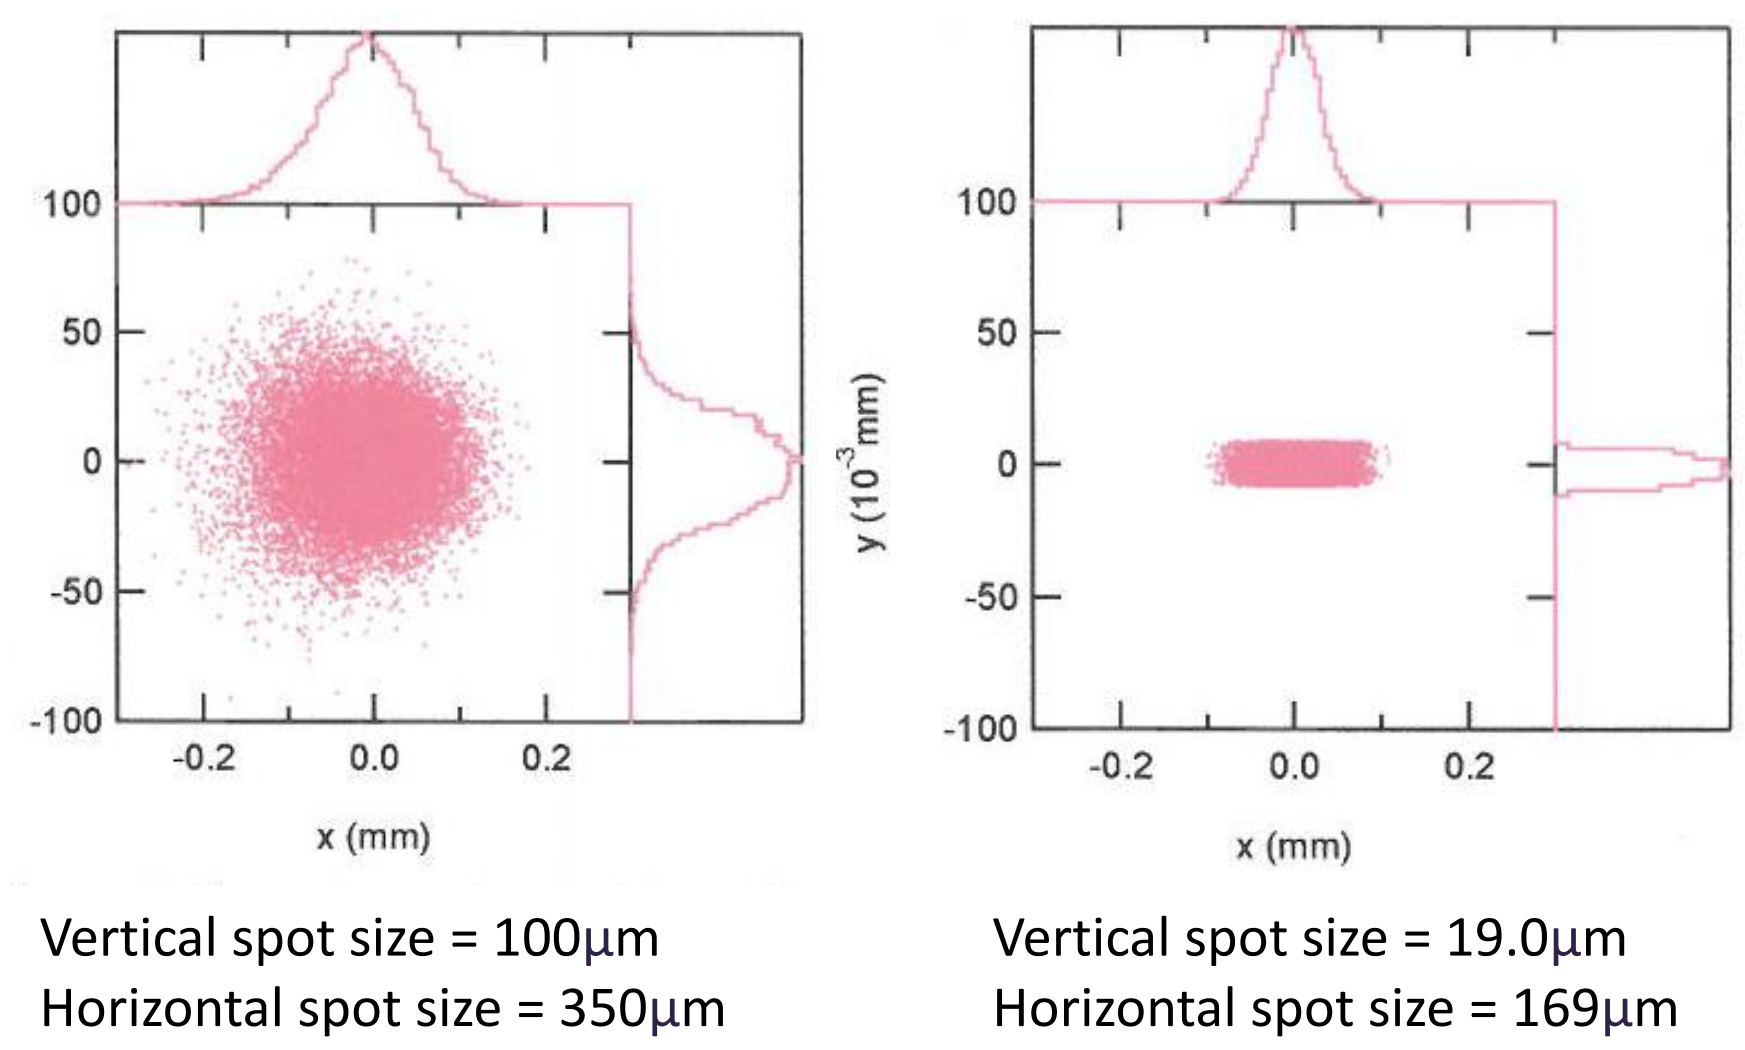 100
50
0
-50
-100
-0.2 0.0 0.2
x (mm)
Vertical spot size = 100µm
Horizontal spot size = 350µm
y (10⁻³mm)
100
50
0
-50
-100
-0.2 0.0 0.2
x (mm)
Vertical spot size = 19.0µm
Horizontal spot size = 169µm